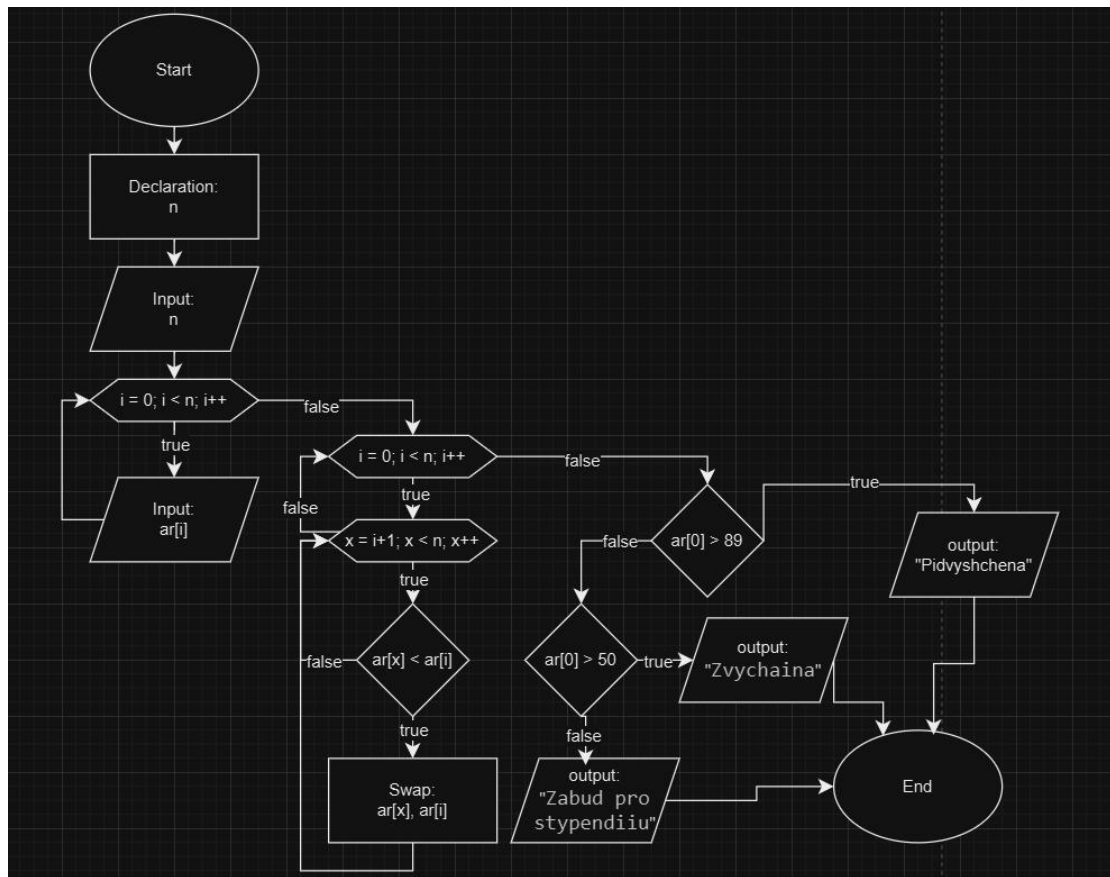 Start
Declaration:
n
Input:
n
i = 0; i < n; i++
true
Input:
ar[i]
false
i = 0; i < n; i++
true
false
x = i+1; x < n; x++
true
ar[x] < ar[i]
false
true
Swap:
ar[x], ar[i]
false
ar[0] > 89
true
output:
"Pidvyshchena"
false
ar[0] > 50
true
output:
"Zvychaina"
false
output:
"Zabud pro
stypendiiu"
End